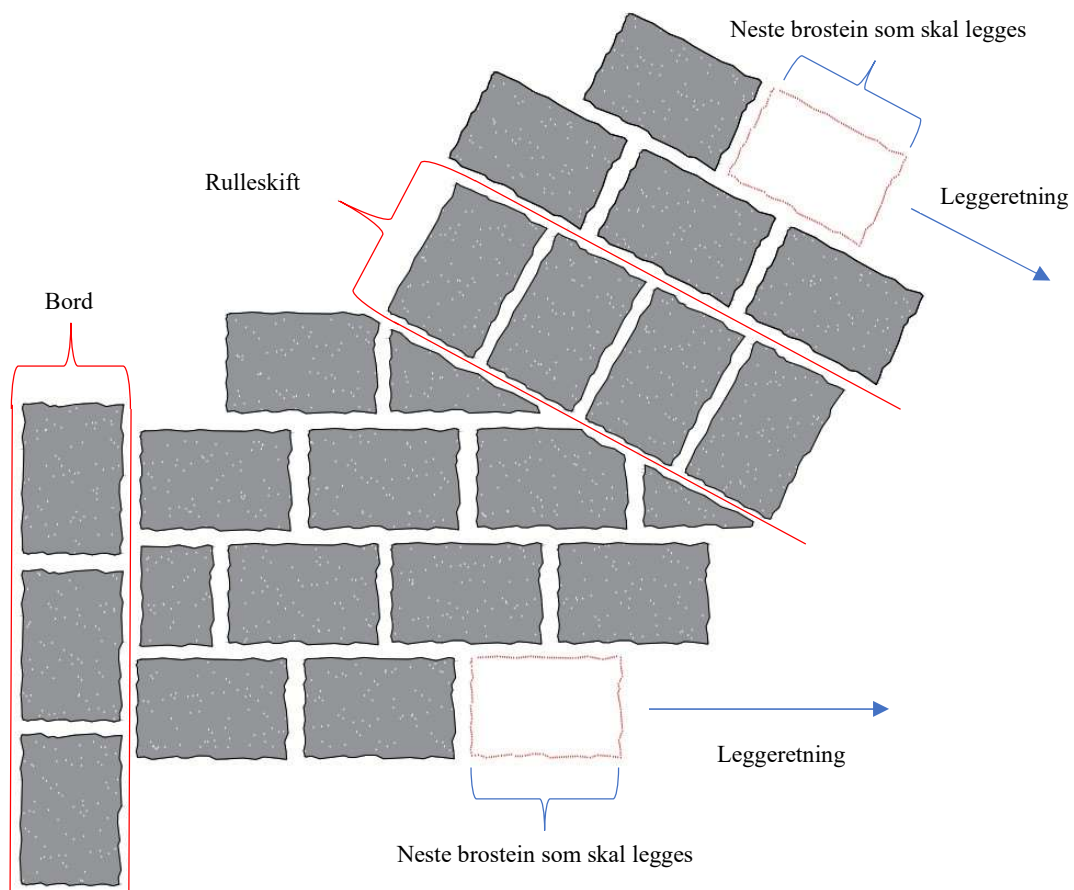 Neste brostein som skal legges
Rulleskift
Leggeretning
Bord
Leggeretning
Neste brostein som skal legges